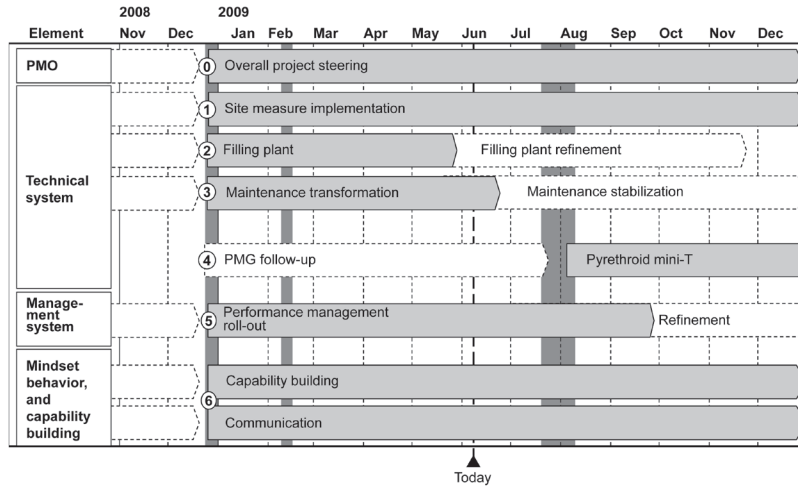 2008 2009
Element Nov Dec Jan Feb Mar Apr May Jun Jul Aug Sep Oct Nov Dec
PMO 0 Overall project steering
1 Site measure implementation
2 Filling plant Filling plant refinement
Technical
system
3 Maintenance transformation Maintenance stabilization
4 PMG follow-up Pyrethroid mini-T
Manage-
ment
system
5 Performance management
roll-out
Refinement
Mindset
behavior,
and
capability
building
Capability building
6
Communication
Today